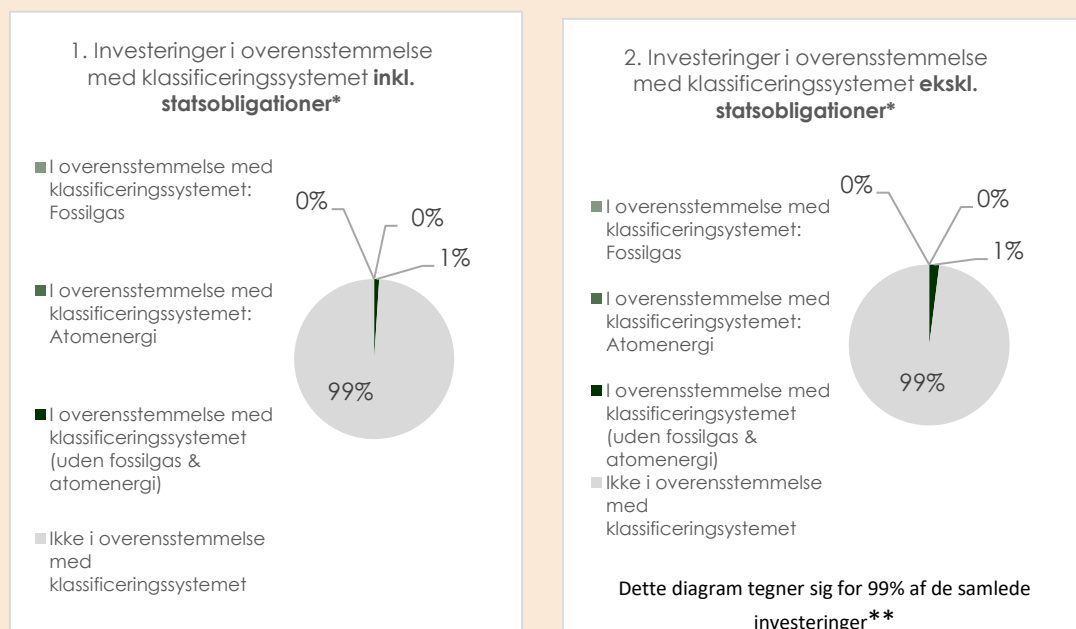 1. Investeringer i overensstemmelse
med klassificeringssystemet inkl.
statsobligationer*
I overensstemmelse med
klassificeringssystemet:
Fossilgas
I overensstemmelse med
klassificeringssystemet:
Atomenergi
I overensstemmelse med
klassificeringssystemet
(uden fossilgas &
atomenergi)
Ikke i overensstemmelse
med
klassificeringsystemet
0%
0%
1%
99%
2. Investeringer i overensstemmelse
med klassificeringssystemet ekskl.
statsobligationer*
I overensstemmelse med
klassificeringsytemet:
Fossilgas
I overensstemmelse med
klassificeringssystemet:
Atomenergi
I overensstemmelse med
klassificeringssystemet
(uden fossilgas &
atomenergi)
Ikke i overensstemmelse
med
klassificeringsystemet
0%
0%
1%
99%
Dette diagram tegner sig for 99% af de samlede
investeringer**